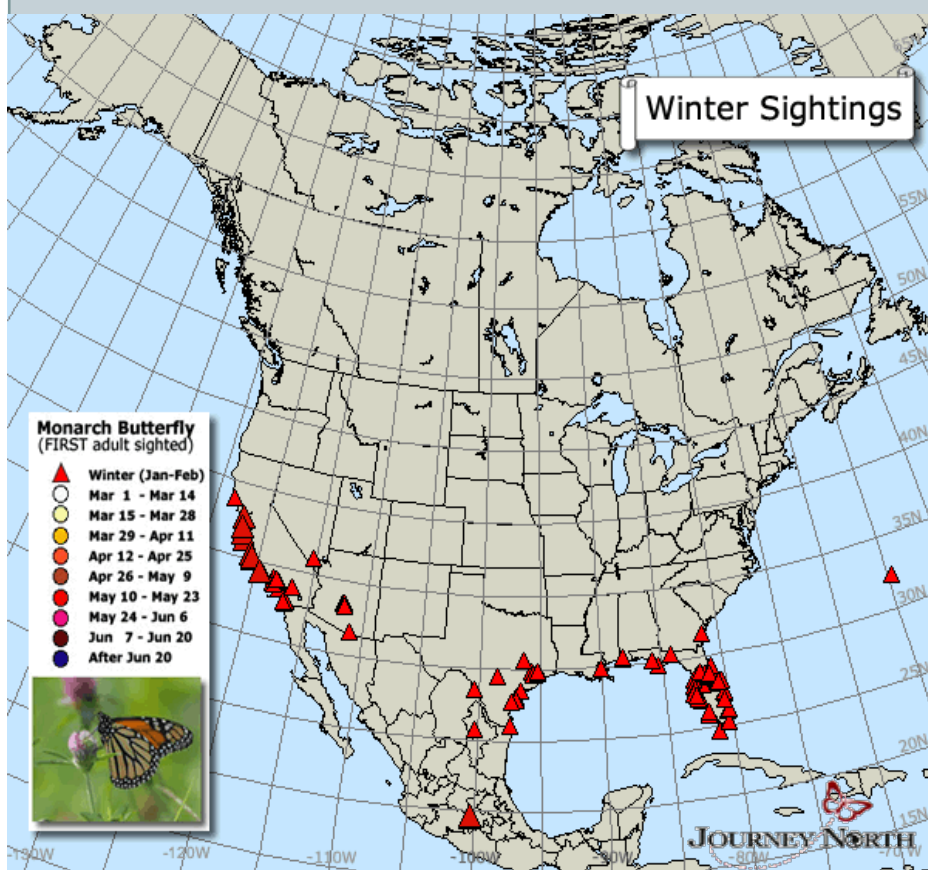 Winter Sightings
65N
55N
50N
45N
40N
35N
30N
25N
20N
15N
Monarch Butterfly
(FIRST adult sighted)
Winter (Jan-Feb)
Mar 1 - Mar 14
Mar 15 - Mar 28
Mar 29 - Apr 11
Apr 12 - Apr 25
Apr 26 - May 9
May 10 - May 23
May 24 - Jun 6
Jun 7 - Jun 20
After Jun 20
JOURNEY NORTH
-130W
-120W
-110W
-100W
-90W
-80W
-70W